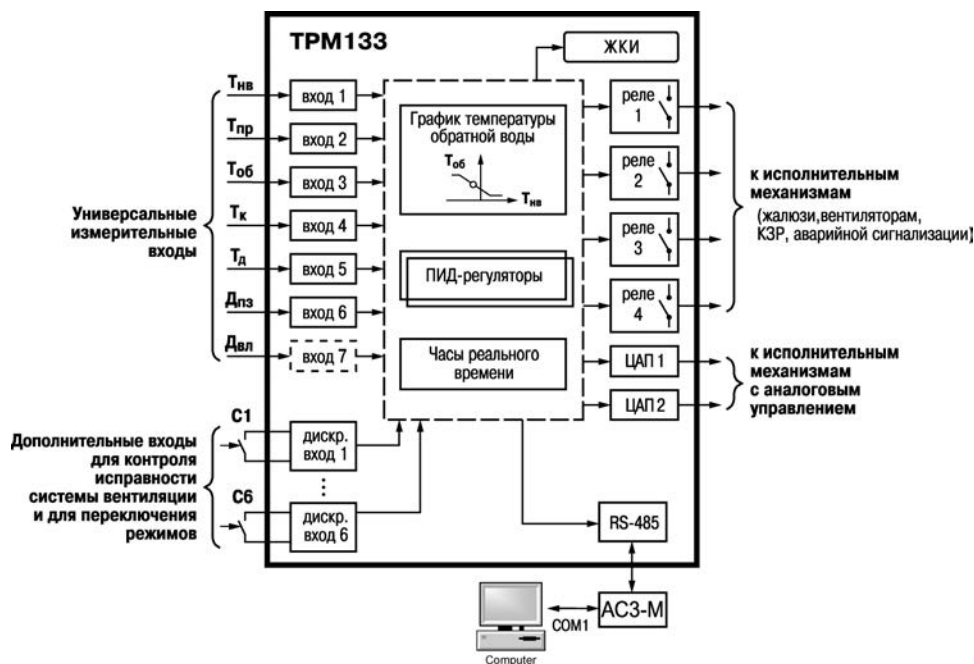 ТРМ133
ЖКИ
Универсальные
измерительные
входы
Тнв
вход 1
Тпр
вход 2
Тоб
вход 3
Тк
вход 4
Тд
вход 5
Дпз
вход 6
Двл
вход 7
График температуры
обратной воды
Тоб
Тнв
ПИД-регуляторы
Часы реального
времени
реле
1
реле
2
реле
3
реле
4
ЦАП 1
ЦАП 2
к исполнительным
механизмам
(жалюзи,вентиляторам,
КЗР, аварийной сигнализации)
к исполнительным
механизмам
с аналоговым
управлением
Дополнительные входы
для контроля
исправности
системы вентиляции
и для переключения
режимов
С1
дискр.
вход 1
С6
дискр.
вход 6
RS-485
АС3-М
COM1
Computer